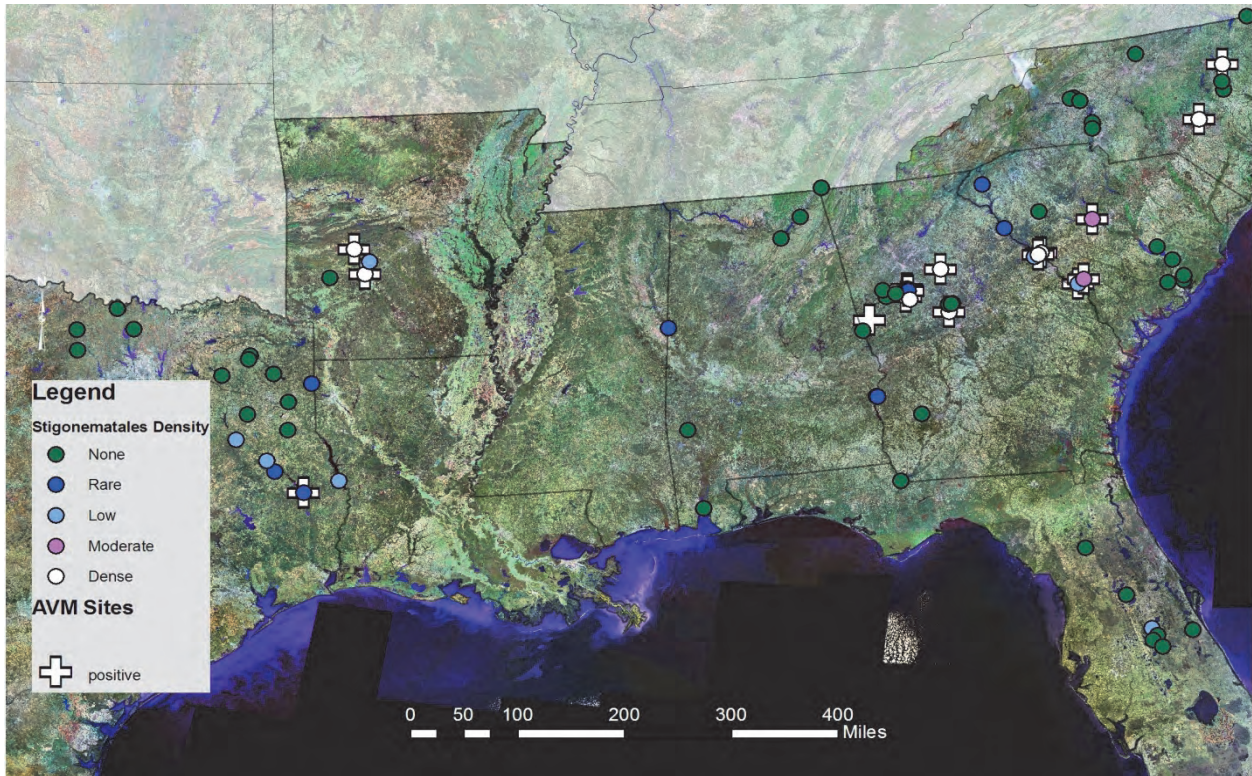 Legend
Stigonematales Density
None
Rare
Low
Moderate
Dense
AVM Sites
positive
0 50 100 200 300 400
Miles